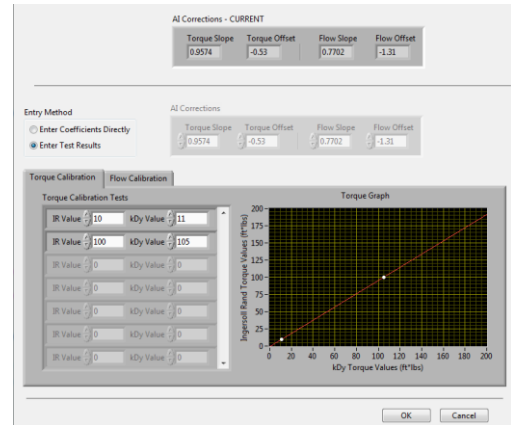 AI Corrections - CURRENT
Torque Slope Torque Offset Flow Slope Flow Offset
0.9574 -0.53 0.7702 -1.31
Entry Method
Enter Coefficients Directly
Enter Test Results
AI Corrections
Torque Slope Torque Offset Flow Slope Flow Offset
0.9574 -0.53 0.7702 -1.31
Torque Calibration Flow Calibration
Torque Calibration Tests
IR Value 10 kDy Value 11
IR Value 100 kDy Value 105
IR Value 0 kDy Value 0
IR Value 0 kDy Value 0
IR Value 0 kDy Value 0
IR Value 0 kDy Value 0
IR Value 0 kDy Value 0
Torque Graph
Ingersoll Rand Torque Values (ft*lbs)
200
175
150
125
100
75
50
25
0
0 20 40 60 80 100 120 140 160 180 200
kDy Torque Values (ft*lbs)
OK Cancel